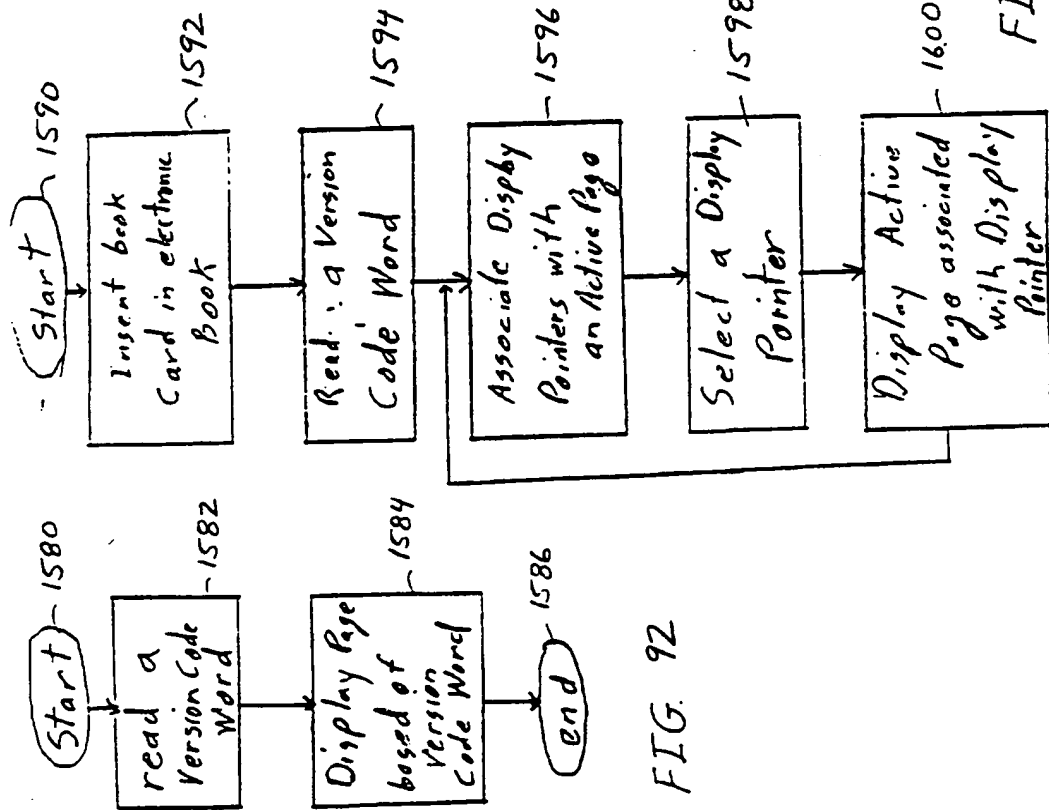 Start
1580
read a
Version Code
Word
1582
Display Page
based of
version
Code Word
1584
end
1586
FIG. 92
Start
1590
Insert book
Card in electronic
Book
1592
Read a Version
Code Word
1594
Associate Display
Pointers with
an Active Page
1596
Select a Display
Pointer
1598
Display Active
Page associated
with Display
Pointer
1600